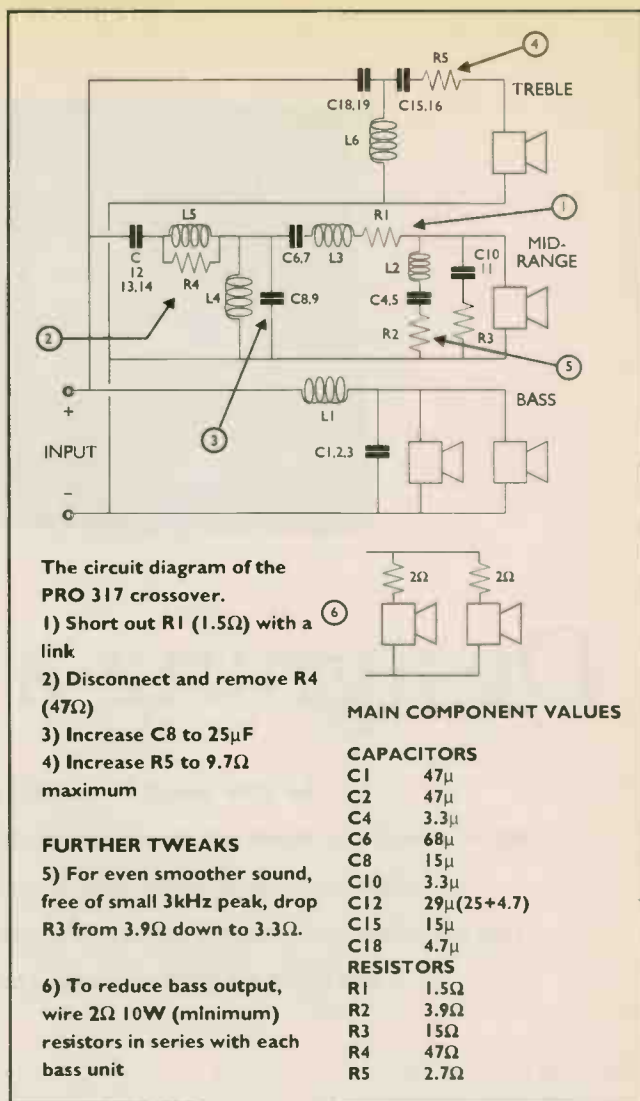 4
R5
TREBLE
C18,19
C15,16
L6
1
L5
R1
C
12
13,14
R4
C6,7
L3
MID-
RANGE
L2
C10
11
L4
C8,9
C4,5
R2
R3
2
5
3
L1
BASS
+
INPUT
C1,2,3
–
The circuit diagram of the
PRO 317 crossover.
1) Short out R1 (1.5Ω) with a
link
2) Disconnect and remove R4
(47Ω)
3) Increase C8 to 25μF
4) Increase R5 to 9.7Ω
maximum
FURTHER TWEAKS
5) For even smoother sound,
free of small 3kHz peak, drop
R3 from 3.9Ω down to 3.3Ω.
6) To reduce bass output,
wire 2Ω 10W (minimum)
resistors in series with each
bass unit
6
2Ω
2Ω
MAIN COMPONENT VALUES
CAPACITORS
C1 47μ
C2 47μ
C4 3.3μ
C6 68μ
C8 15μ
C10 3.3μ
C12 29μ(25+4.7)
C15 15μ
C18 4.7μ
RESISTORS
R1 1.5Ω
R2 3.9Ω
R3 15Ω
R4 47Ω
R5 2.7Ω